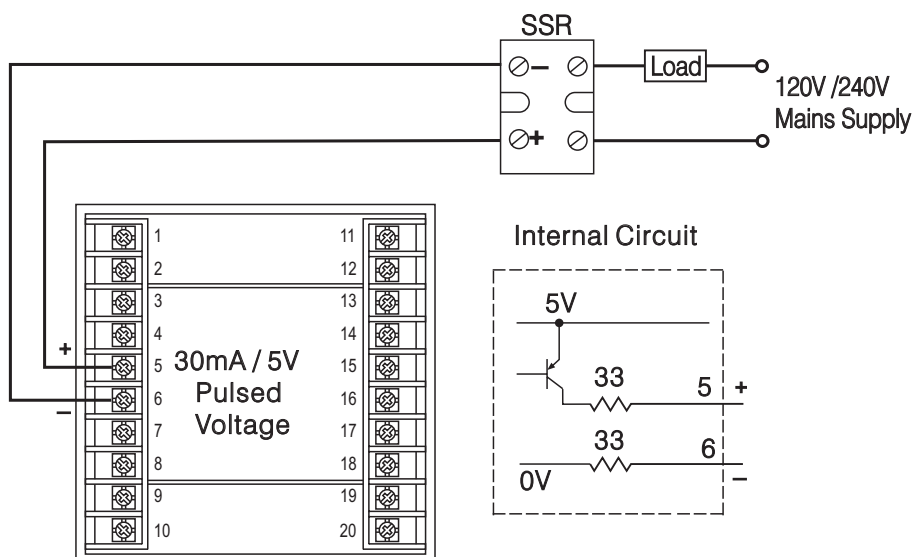 SSR
−
Load
120V /240V
Mains Supply
+
1
2
3
4
5
6
7
8
9
10
11
12
13
14
15
16
17
18
19
20
+
−
30mA / 5V
Pulsed
Voltage
Internal Circuit
5V
33
5 +
33
6
0V
−